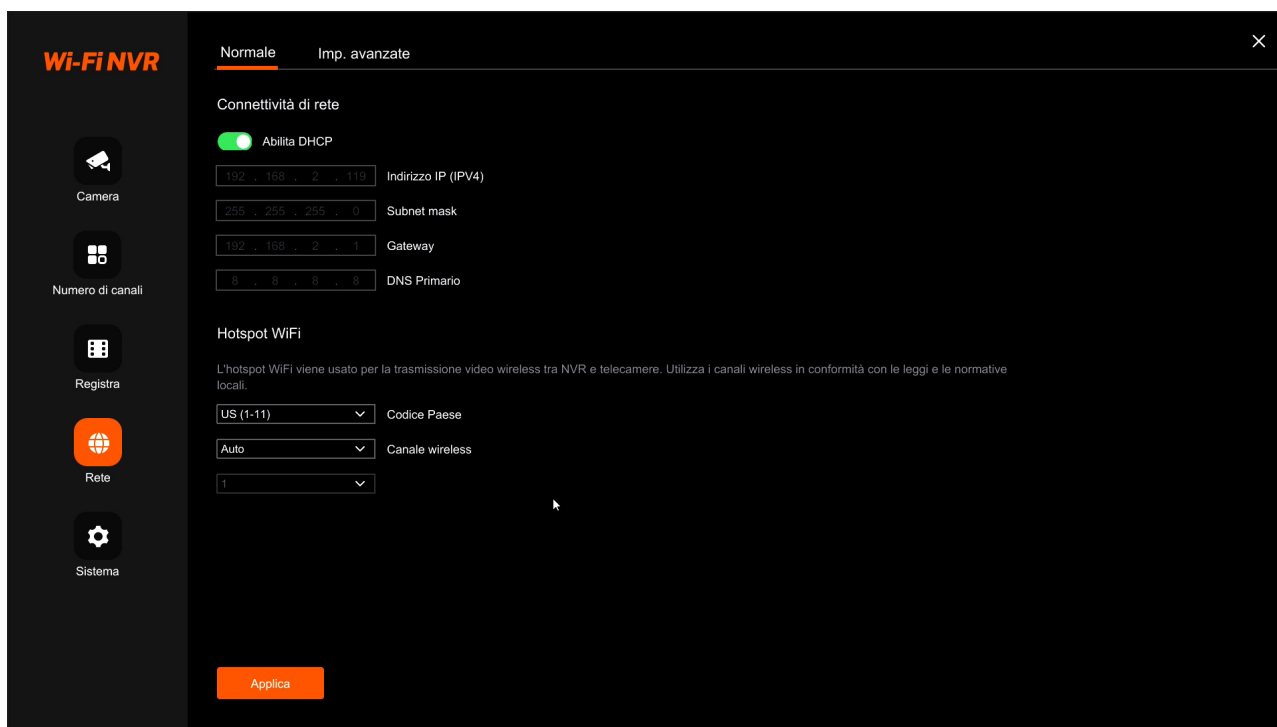 Wi-Fi NVR
Normale
Imp. avanzate
Connettività di rete
Abilita DHCP
192 . 168 . 2 . 119 Indirizzo IP (IPV4)
255 . 255 . 255 . 0 Subnet mask
192 . 168 . 2 . 1 Gateway
8 . 8 . 8 . 8 DNS Primario
Hotspot WiFi
L'hotspot WiFi viene usato per la trasmissione video wireless tra NVR e telecamere. Utilizza i canali wireless in conformità con le leggi e le normative
locali.
US (1-11) Codice Paese
Auto Canale wireless
1
Applica
Camera
Numero di canali
Registra
Rete
Sistema